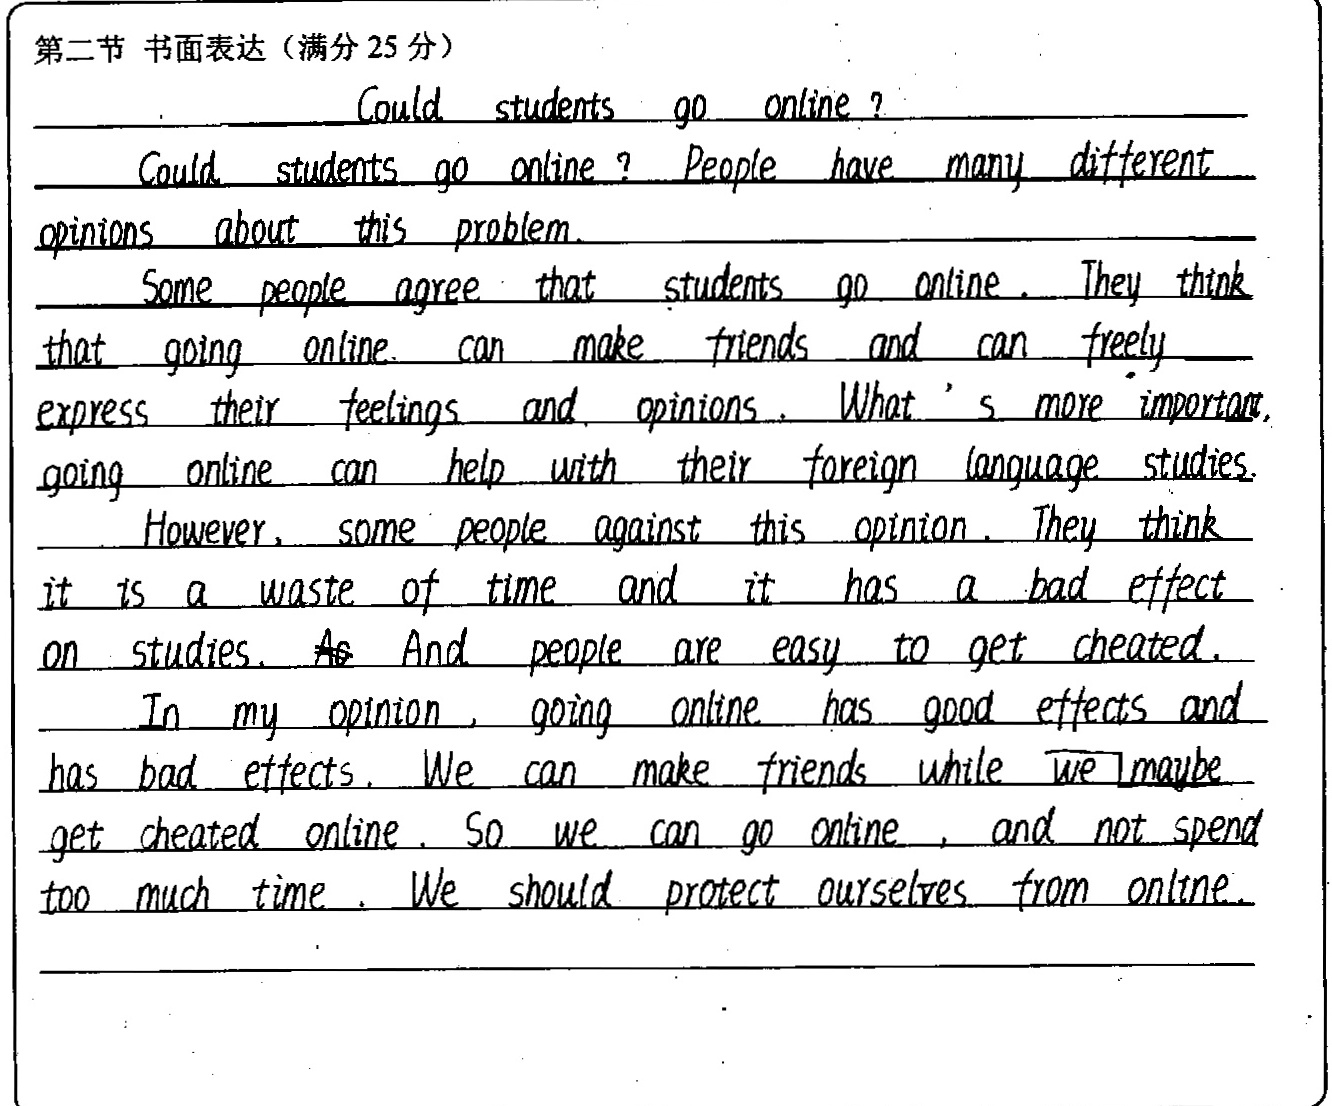 第二节 书面表达（满分 25 分）
Could students go online ?
Could students go online ? People have many different
opinions about this problem.
Some people agree that students go online . They think
that going online can make friends and can freely
express their feelings and opinions . What 's more important,
going online can help with their foreign language studies.
However, some people against this opinion . They think
it is a waste of time and it has a bad effect
on studies. And people are easy to get cheated.
In my opinion , going online has good effects and
has bad effects. We can make friends while we maybe
get cheated online . So we can go online , and not spend
too much time . We should protect ourselves from online.